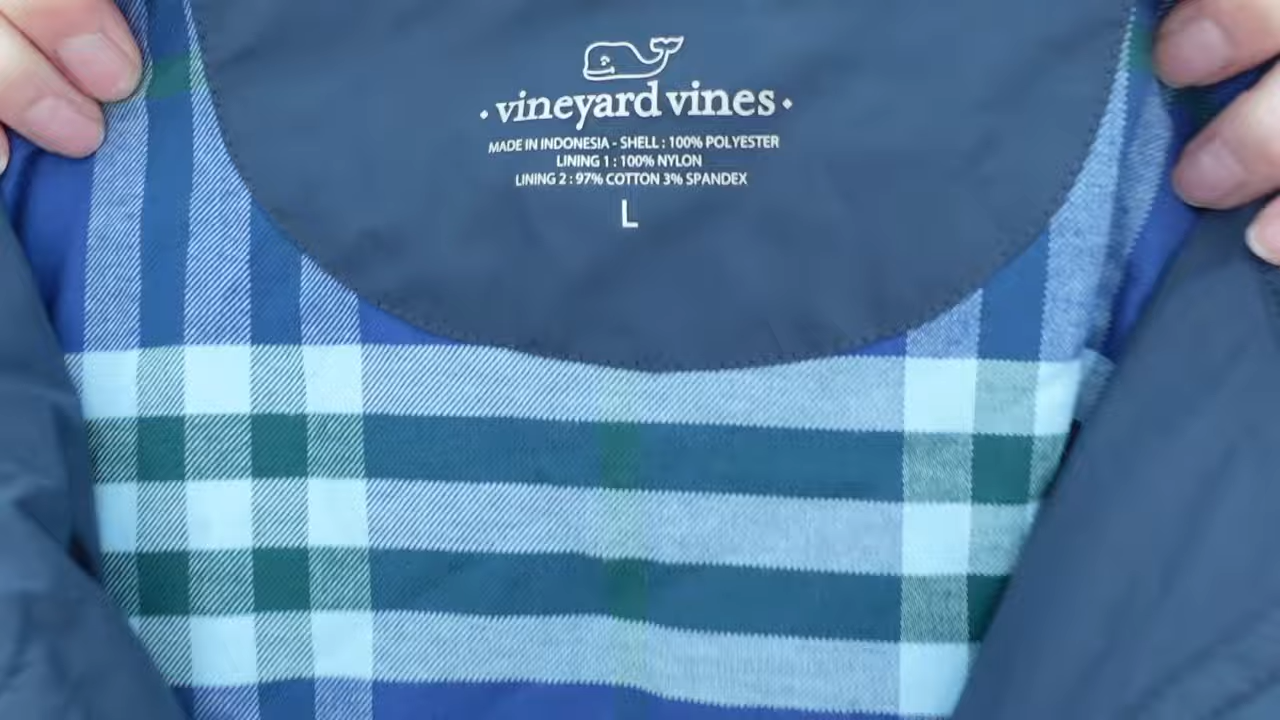 • vineyard vines •
MADE IN INDONESIA - SHELL : 100% POLYESTER
LINING 1 : 100% NYLON
LINING 2 : 97% COTTON 3% SPANDEX
L